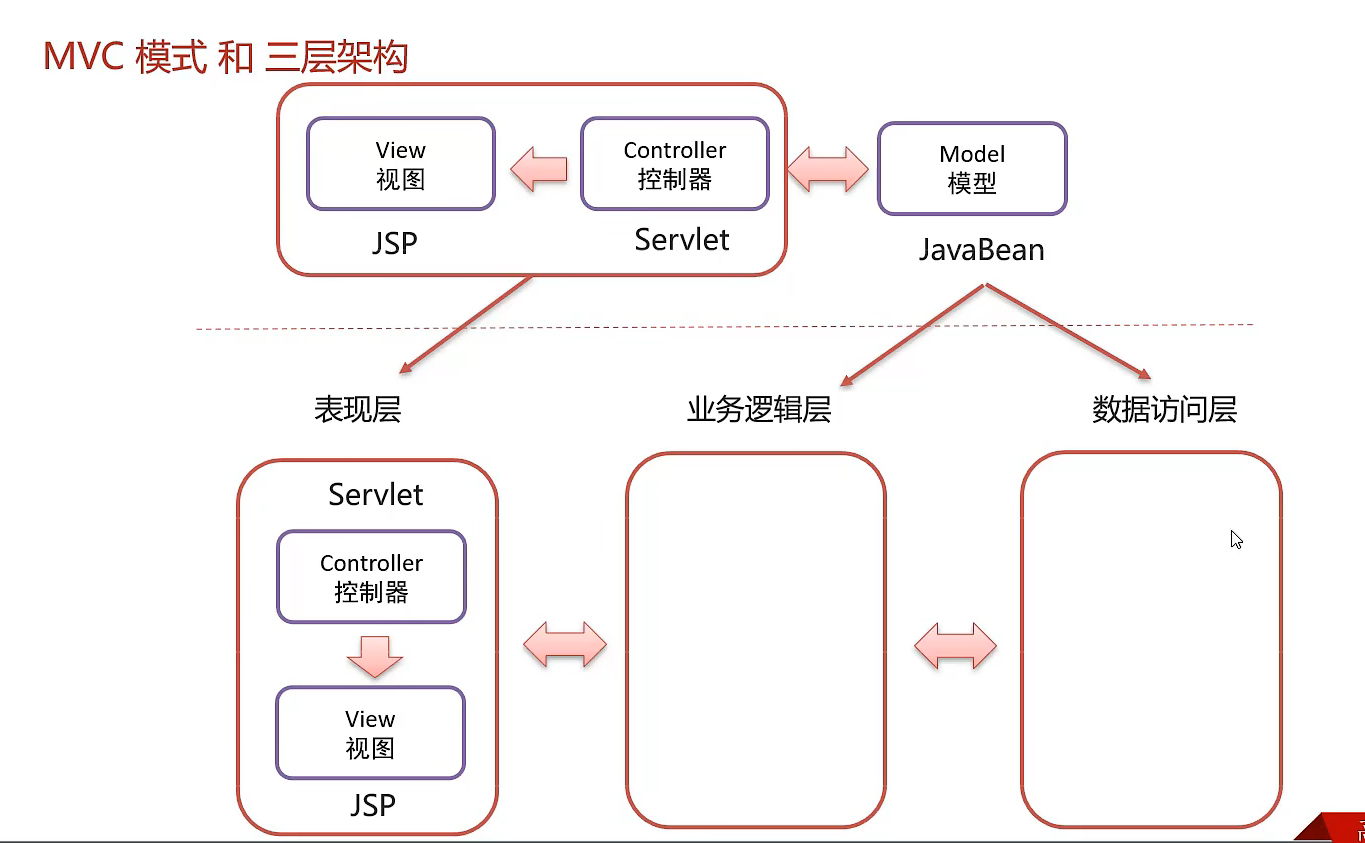 MVC 模式 和 三层架构
View
视图
JSP
Controller
控制器
Servlet
Model
模型
JavaBean
表现层
业务逻辑层
数据访问层
Servlet
Controller
控制器
View
视图
JSP